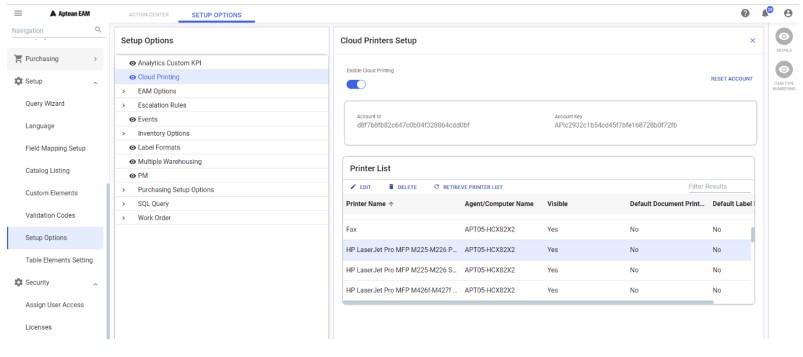 Aptean EAM
ACTION CENTER
SETUP OPTIONS
Navigation
Purchasing
Setup
Query Wizard
Language
Field Mapping Setup
Catalog Listing
Custom Elements
Validation Codes
Setup Options
Table Elements Setting
Security
Assign User Access
Licenses
Setup Options
Analytics Custom KPI
Cloud Printing
EAM Options
Escalation Rules
Events
Inventory Options
Label Formats
Multiple Warehousing
PM
Purchasing Setup Options
SQL Query
Work Order
Cloud Printers Setup
Enable Cloud Printing
RESET ACCOUNT
Account Id
d8f7b8fb82c647c0b04f328864cdd0bf
Account Key
APIc2932c1b54cd45f7bfe168728b0f72fb
Printer List
EDIT DELETE RETRIEVE PRINTER LIST Filter Results
Printer Name Agent/Computer Name Visible Default Document Print... Default Label
Fax APT05-HCX82X2 Yes No No
HP LaserJet Pro MFP M225-M226 P... APT05-HCX82X2 Yes No No
HP LaserJet Pro MFP M225-M226 S... APT05-HCX82X2 Yes No No
HP LaserJet Pro MFP M426f-M427f ... APT05-HCX82X2 Yes No No
DETAILS